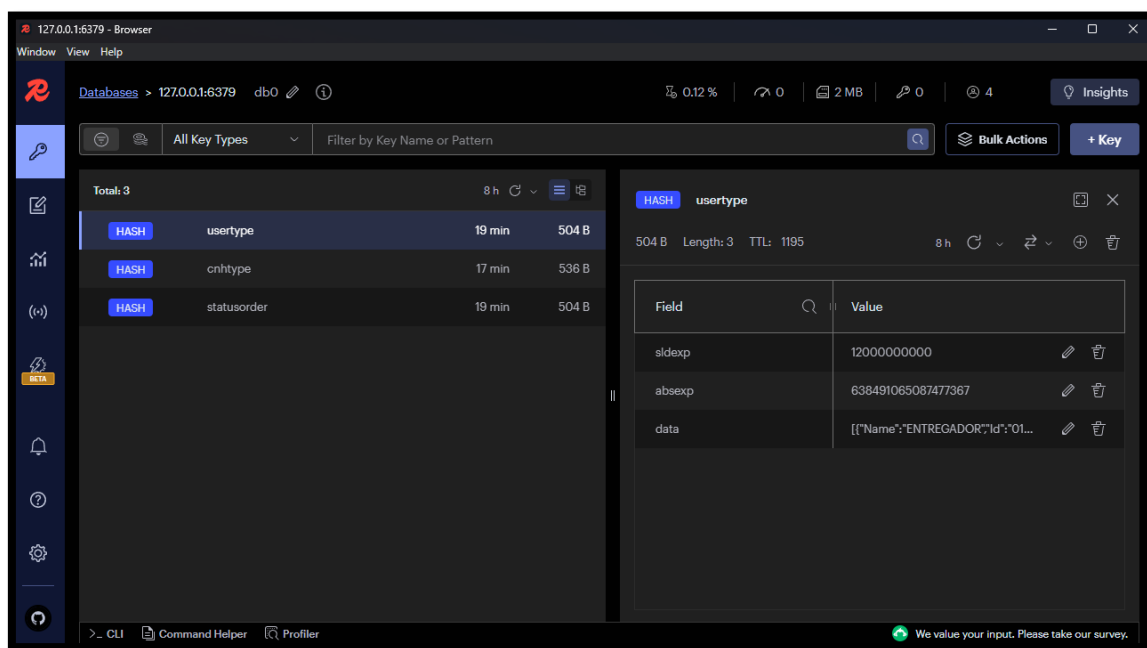 127.0.0.1:6379 - Browser
Window View Help
Databases > 127.0.0.1:6379 db0 0.12 % 0 2 MB 0 4 Insights
All Key Types Filter by Key Name or Pattern Bulk Actions + Key
Total: 3 8 h
HASH usertype 19 min 504 B
HASH cnhtype 17 min 536 B
HASH statusorder 19 min 504 B
HASH usertype
504 B Length: 3 TTL: 1195 8 h
Field Value
sldexp 12000000000
absexp 638491065087477367
data [{"Name":"ENTREGADOR","Id":"01...
BETA
>_ CLI Command Helper Profiler We value your input. Please take our survey.